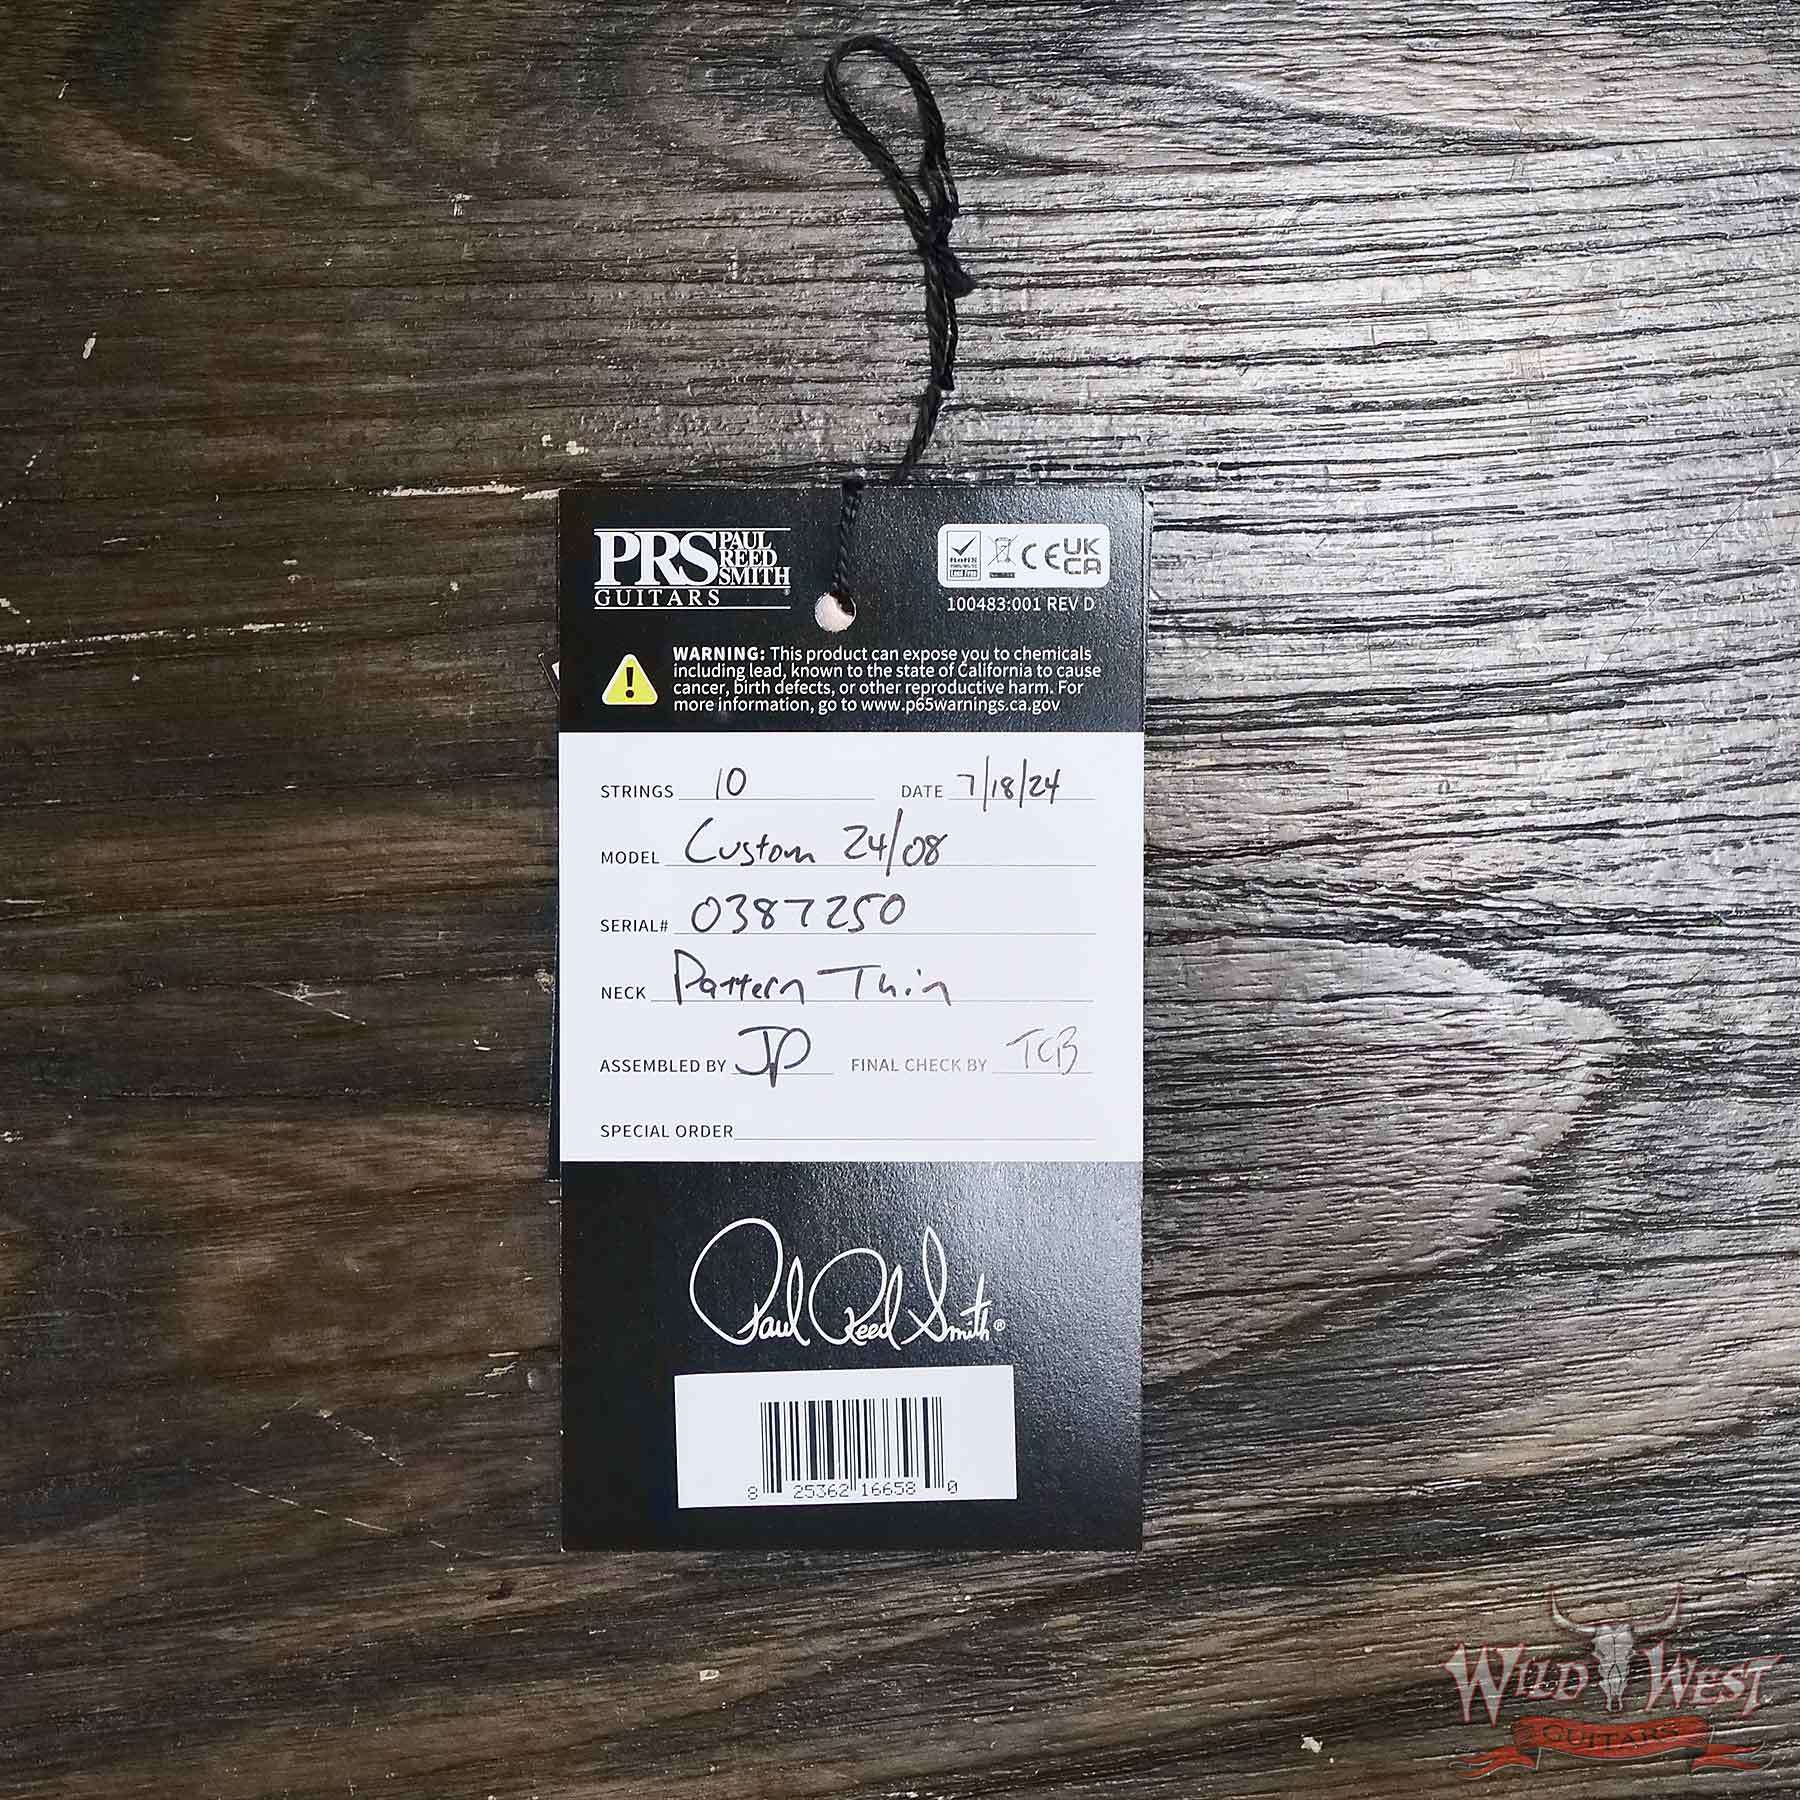 PRS PAUL REED SMITH
GUITARS
RoHS
Lead Free
CE UK CA
100483:001 REV D
WARNING: This product can expose you to chemicals
including lead, known to the state of California to cause
cancer, birth defects, or other reproductive harm. For
more information, go to www.p65warnings.ca.gov
STRINGS 10 DATE 7/18/24
MODEL Custom 24/08
SERIAL# 0387250
NECK Pattern Thin
ASSEMBLED BY JP FINAL CHECK BY TCB
SPECIAL ORDER
Paul Reed Smith®
8 25362 16658 0
WILD WEST
GUITARS